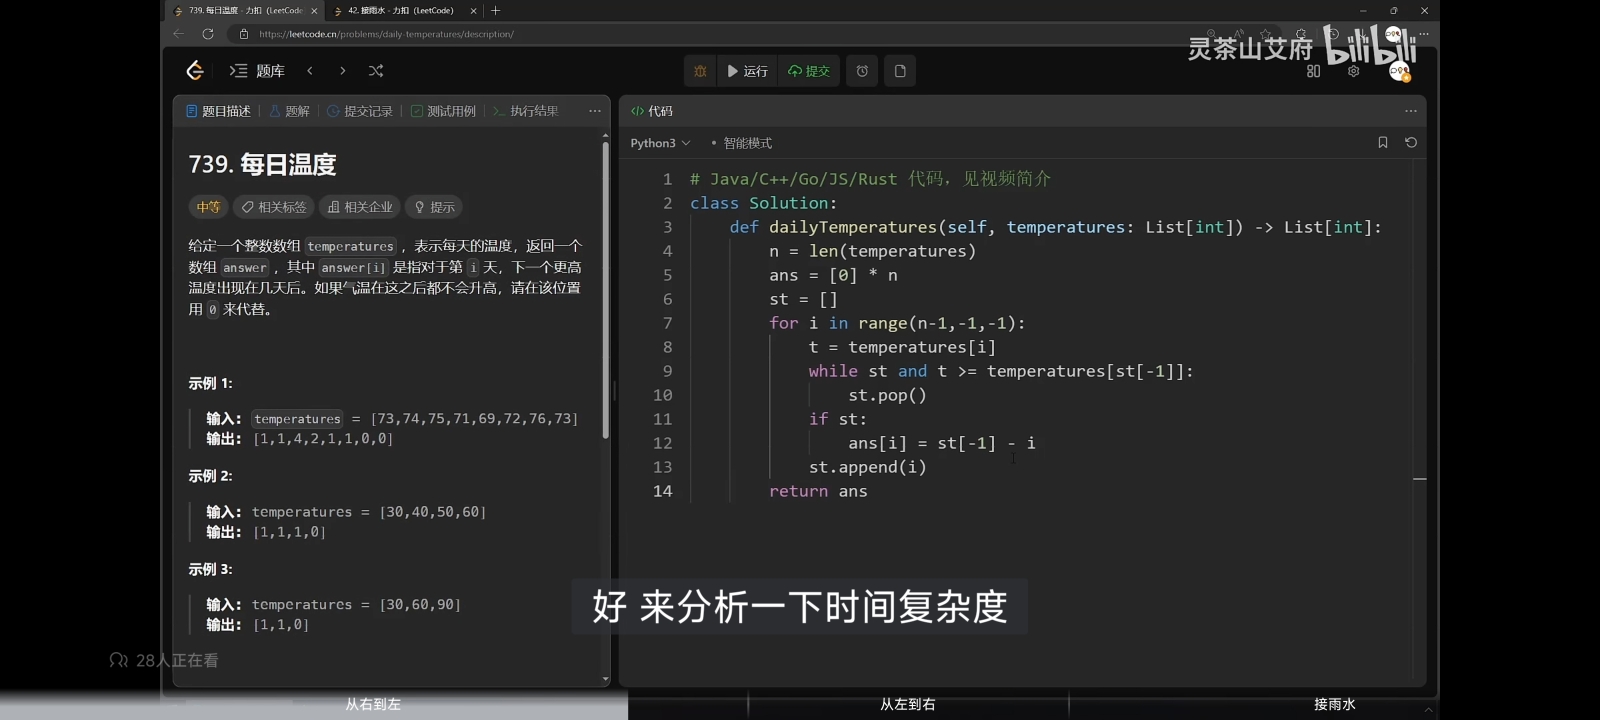 739. 每日温度 - 力扣 (LeetCode)
42. 接雨水 - 力扣 (LeetCode)
https://leetcode.cn/problems/daily-temperatures/description/
灵茶山艾府 bilibili
题库
运行
提交
题目描述 题解 提交记录 测试用例 执行结果
代码
Python3 智能模式
739. 每日温度
中等 相关标签 相关企业 提示
给定一个整数数组 temperatures ，表示每天的温度，返回一个
数组 answer ，其中 answer[i] 是指对于第 i 天，下一个更高
温度出现在几天后。如果气温在这之后都不会升高，请在该位置
用 0 来代替。
示例 1:
输入: temperatures = [73,74,75,71,69,72,76,73]
输出: [1,1,4,2,1,1,0,0]
示例 2:
输入: temperatures = [30,40,50,60]
输出: [1,1,1,0]
示例 3:
输入: temperatures = [30,60,90]
输出: [1,1,0]
1 # Java/C++/Go/JS/Rust 代码，见视频简介
2 class Solution:
3 def dailyTemperatures(self, temperatures: List[int]) -> List[int]:
4 n = len(temperatures)
5 ans = [0] * n
6 st = []
7 for i in range(n-1,-1,-1):
8 t = temperatures[i]
9 while st and t >= temperatures[st[-1]]:
10 st.pop()
11 if st:
12 ans[i] = st[-1] - i
13 st.append(i)
14 return ans
好 来分析一下时间复杂度
28人正在看
从右到左
从左到右
接雨水